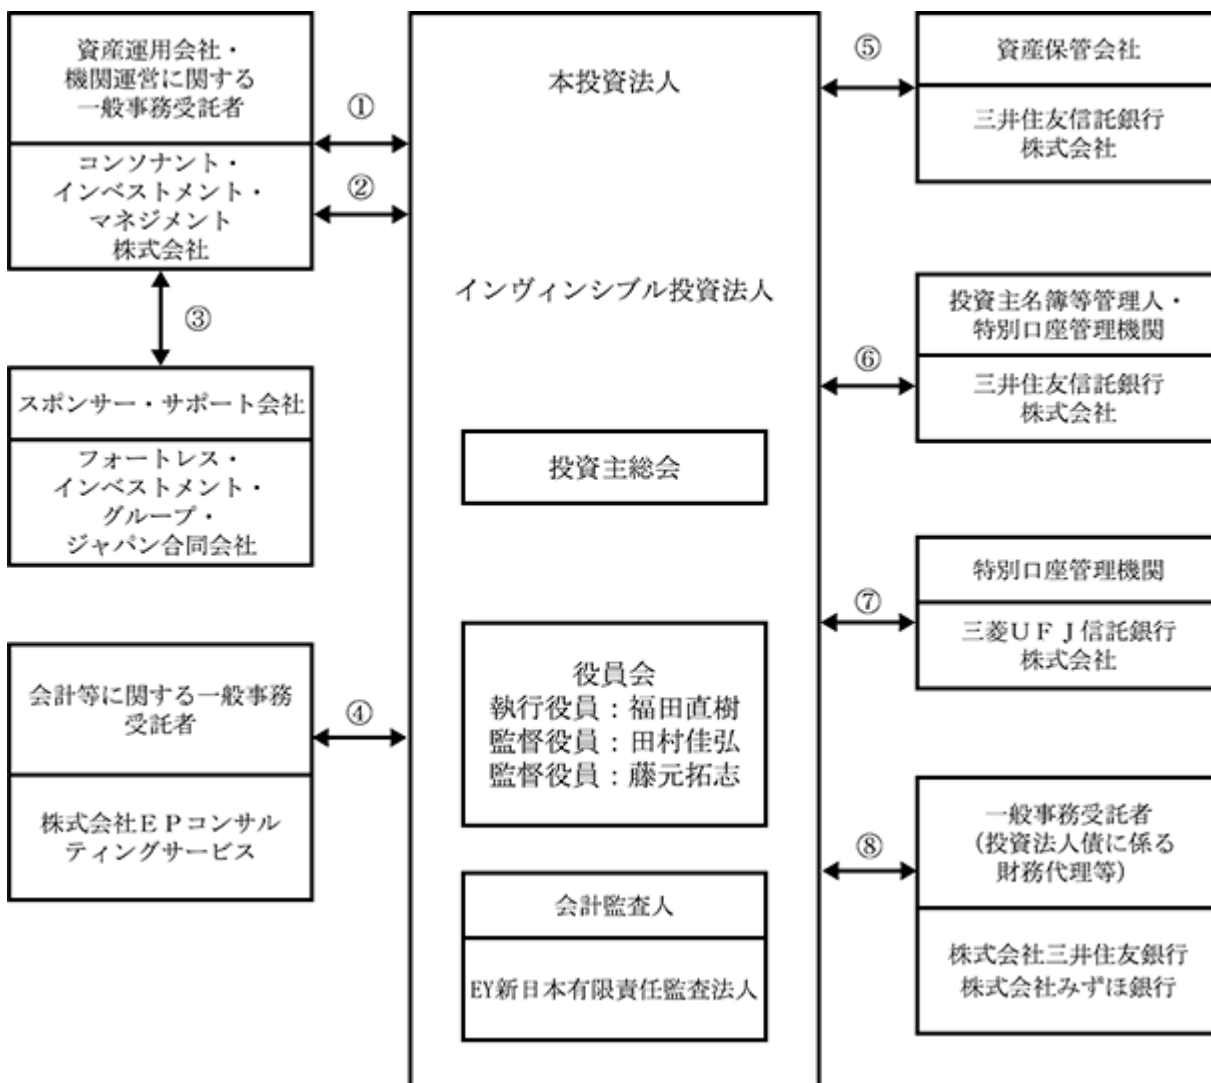 資産運用会社・
機関運営に関する
一般事務受託者
コンソナント・
インベストメント・
マネジメント
株式会社
①
②
③
スポンサー・サポート会社
フォートレス・
インベストメント・
グループ・
ジャパン合同会社
会計等に関する一般事務
受託者
株式会社ＥＰコンサル
ティングサービス
④
本投資法人
インヴィンシブル投資法人
投資主総会
役員会
執行役員：福田直樹
監督役員：田村佳弘
監督役員：藤元拓志
会計監査人
EY新日本有限責任監査法人
⑤
資産保管会社
三井住友信託銀行
株式会社
⑥
投資主名簿等管理人・
特別口座管理機関
三井住友信託銀行
株式会社
⑦
特別口座管理機関
三菱ＵＦＪ信託銀行
株式会社
⑧
一般事務受託者
（投資法人債に係る
財務代理等）
株式会社三井住友銀行
株式会社みずほ銀行